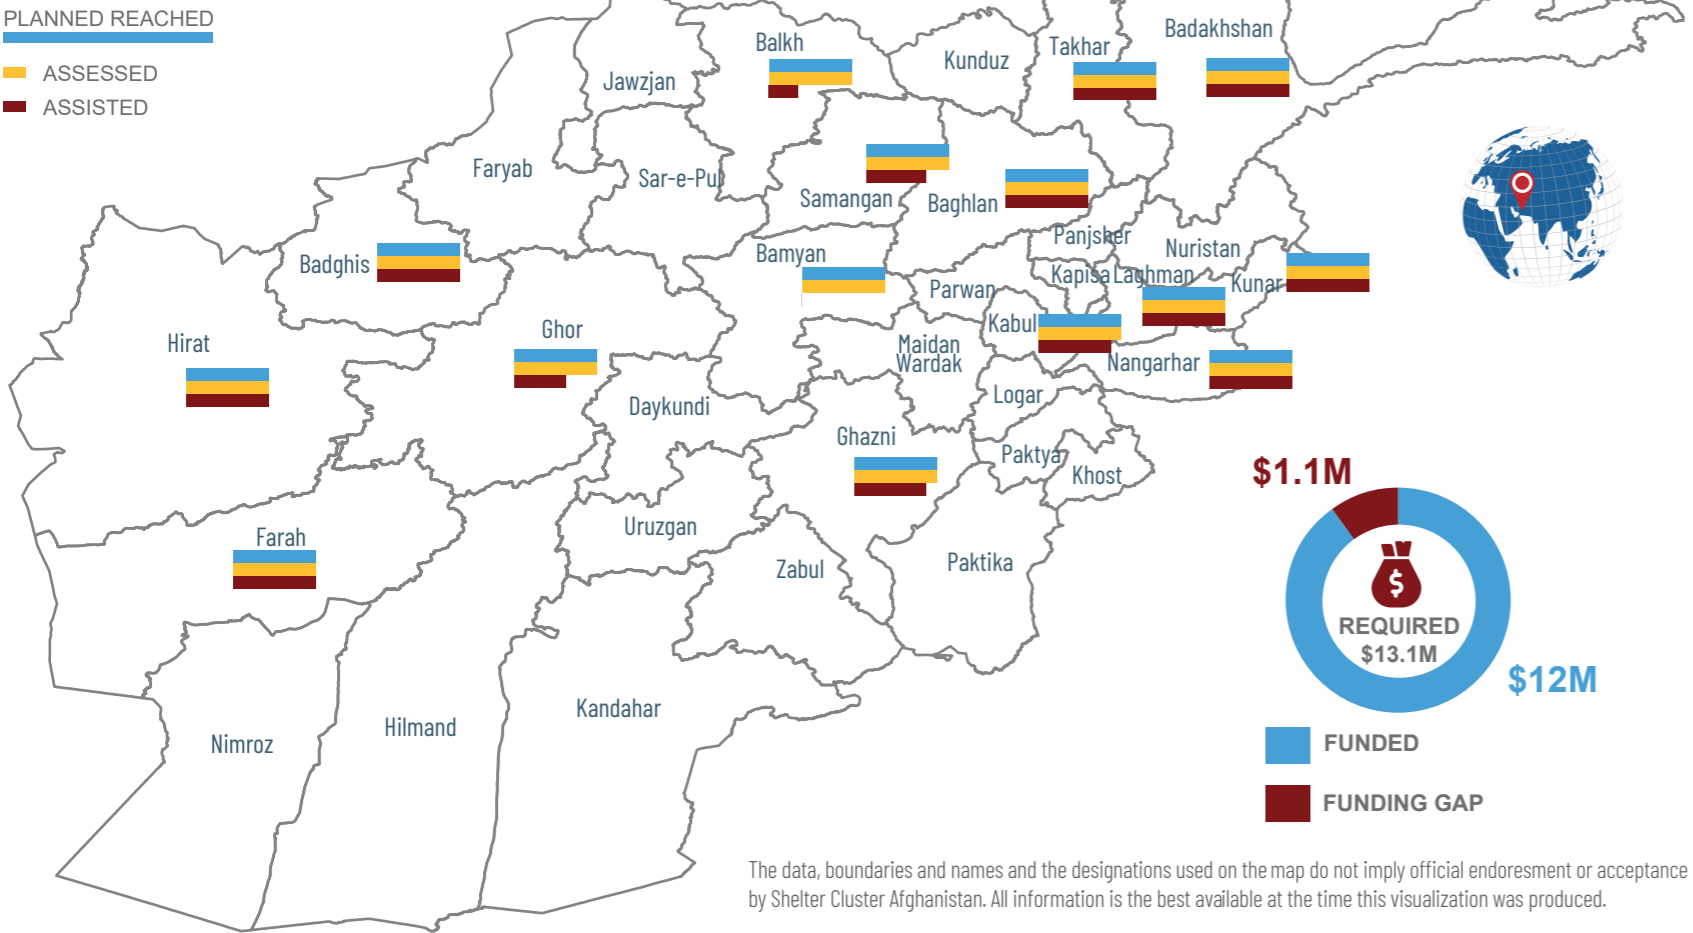 PLANNED REACHED
ASSESSED
ASSISTED
Badakhshan
Balkh
Takhar
Kunduz
Jawzjan
Faryab
Sar-e-Pul
Samangan
Baghlan
Panjsher
Nuristan
Bamyan
Badghis
Kapisa
Laghman
Kunar
Parwan
Kabul
Ghor
Hirat
Maidan
Wardak
Nangarhar
Logar
Daykundi
Ghazni
Paktya
Khost
Uruzgan
Farah
Zabul
Paktika
Kandahar
Hilmand
Nimroz
$1.1M
$
REQUIRED
$13.1M
$12M
FUNDED
FUNDING GAP
The data, boundaries and names and the designations used on the map do not imply official endoresment or acceptance
by Shelter Cluster Afghanistan. All information is the best available at the time this visualization was produced.